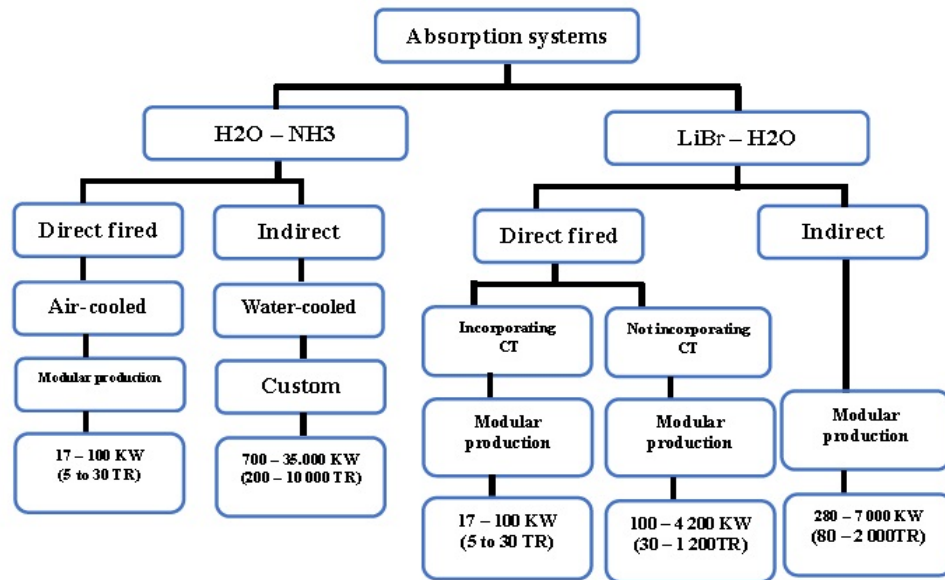 Absorption systems
H2O – NH3
LiBr – H2O
Direct fired
Indirect
Direct fired
Indirect
Air-cooled
Water-cooled
Incorporating
CT
Not incorporating
CT
Modular production
Custom
Modular
production
Modular
production
Modular
production
17 – 100 KW
(5 to 30 TR)
700 – 35.000 KW
(200 – 10 000 TR)
17 – 100 KW
(5 to 30 TR)
100 – 4 200 KW
(30 – 1 200TR)
280 – 7 000 KW
(80 – 2 000TR)